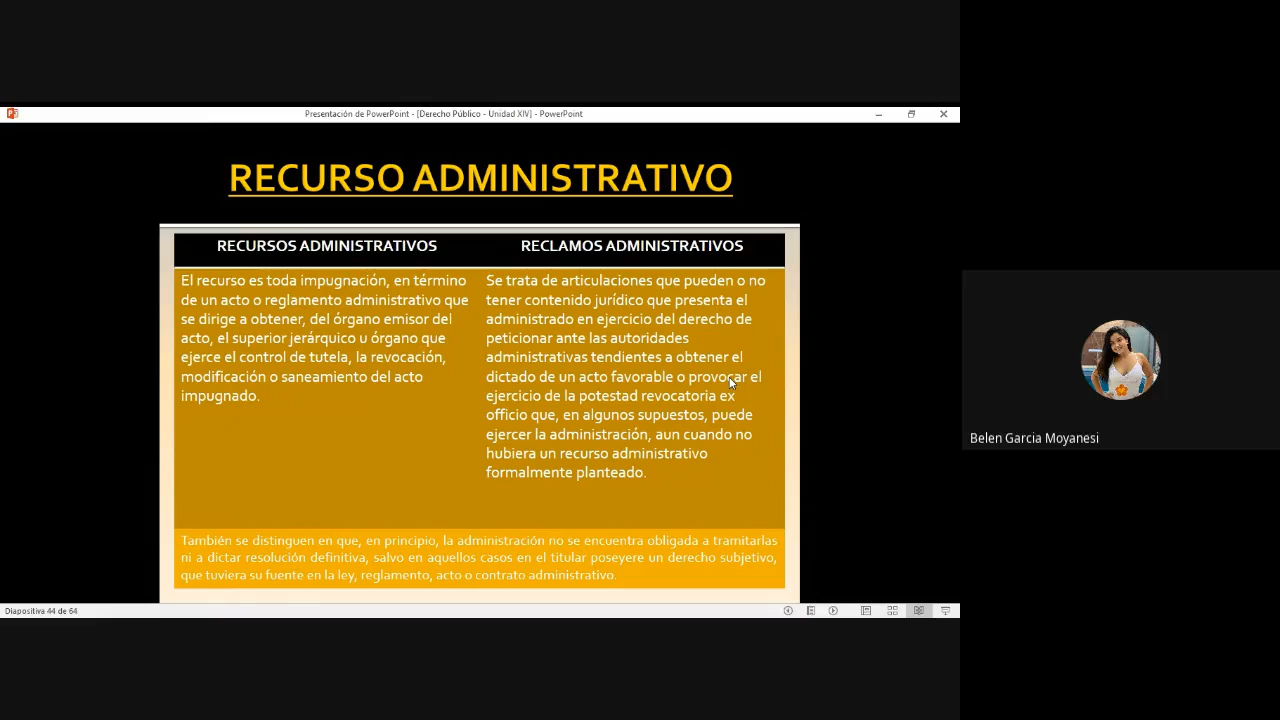 Presentación de PowerPoint - [Derecho Público - Unidad XIV] - PowerPoint
RECURSO ADMINISTRATIVO
RECURSOS ADMINISTRATIVOS
El recurso es toda impugnación, en término
de un acto o reglamento administrativo que
se dirige a obtener, del órgano emisor del
acto, el superior jerárquico u órgano que
ejerce el control de tutela, la revocación,
modificación o saneamiento del acto
impugnado.
RECLAMOS ADMINISTRATIVOS
Se trata de articulaciones que pueden o no
tener contenido jurídico que presenta el
administrado en ejercicio del derecho de
peticionar ante las autoridades
administrativas tendientes a obtener el
dictado de un acto favorable o provocar el
ejercicio de la potestad revocatoria ex
officio que, en algunos supuestos, puede
ejercer la administración, aun cuando no
hubiera un recurso administrativo
formalmente planteado.
También se distinguen en que, en principio, la administración no se encuentra obligada a tramitarlas
ni a dictar resolución definitiva, salvo en aquellos casos en el titular poseyere un derecho subjetivo,
que tuviera su fuente en la ley, reglamento, acto o contrato administrativo.
Diapositiva 44 de 64
Belen Garcia Moyanesi